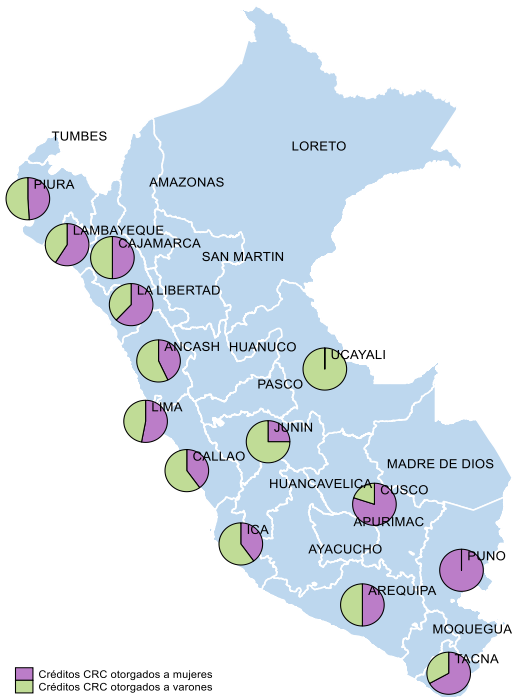 TUMBES
LORETO
PIURA
AMAZONAS
LAMBAYEQUE
CAJAMARCA
SAN MARTIN
LA LIBERTAD
ANCASH
HUANUCO
UCAYALI
PASCO
LIMA
JUNIN
CALLAO
MADRE DE DIOS
HUANCAVELICA
CUSCO
APURIMAC
ICA
AYACUCHO
PUNO
AREQUIPA
MOQUEGUA
TACNA
Créditos CRC otorgados a mujeres
Créditos CRC otorgados a varones